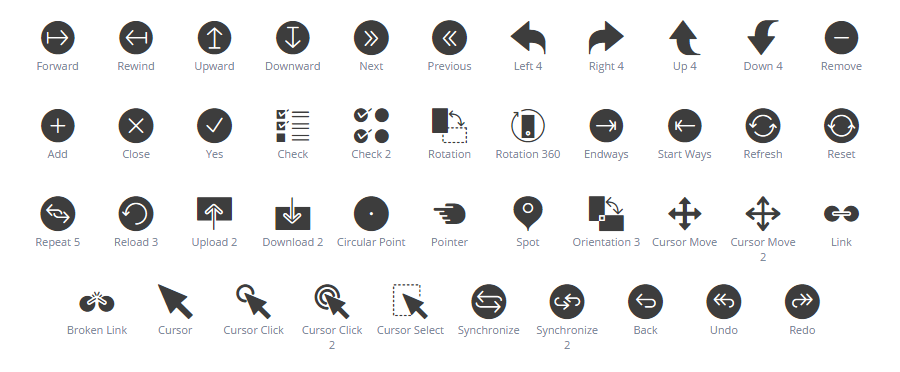 Forward Rewind Upward Downward Next Previous Left 4 Right 4 Up 4 Down 4 Remove
Add Close Yes Check Check 2 Rotation Rotation 360 Endways Start Ways Refresh Reset
Repeat 5 Reload 3 Upload 2 Download 2 Circular Point Pointer Spot Orientation 3 Cursor Move Cursor Move Link
2
Broken Link Cursor Cursor Click Cursor Click Cursor Select Synchronize Synchronize Back Undo Redo
2 2